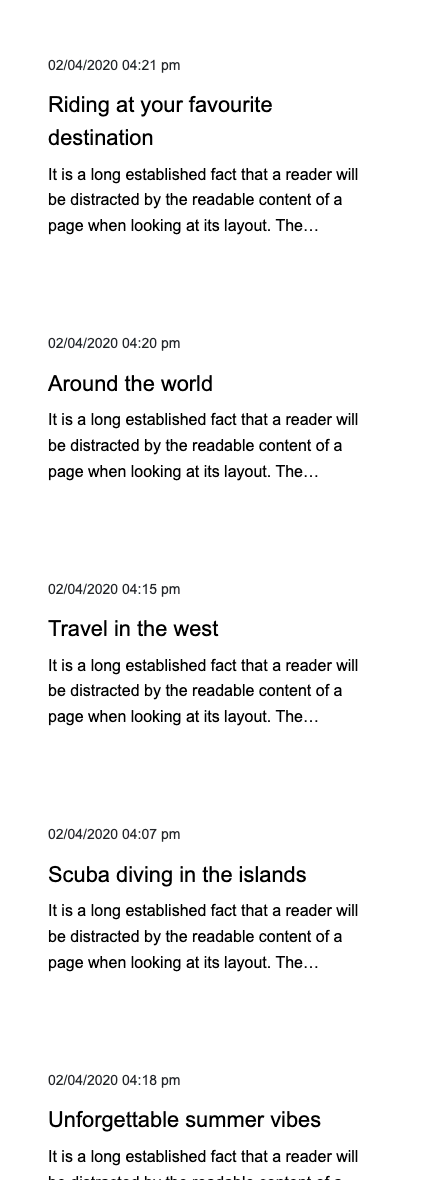 02/04/2020 04:21 pm
Riding at your favourite
destination
It is a long established fact that a reader will
be distracted by the readable content of a
page when looking at its layout. The…
02/04/2020 04:20 pm
Around the world
It is a long established fact that a reader will
be distracted by the readable content of a
page when looking at its layout. The…
02/04/2020 04:15 pm
Travel in the west
It is a long established fact that a reader will
be distracted by the readable content of a
page when looking at its layout. The…
02/04/2020 04:07 pm
Scuba diving in the islands
It is a long established fact that a reader will
be distracted by the readable content of a
page when looking at its layout. The…
02/04/2020 04:18 pm
Unforgettable summer vibes
It is a long established fact that a reader will